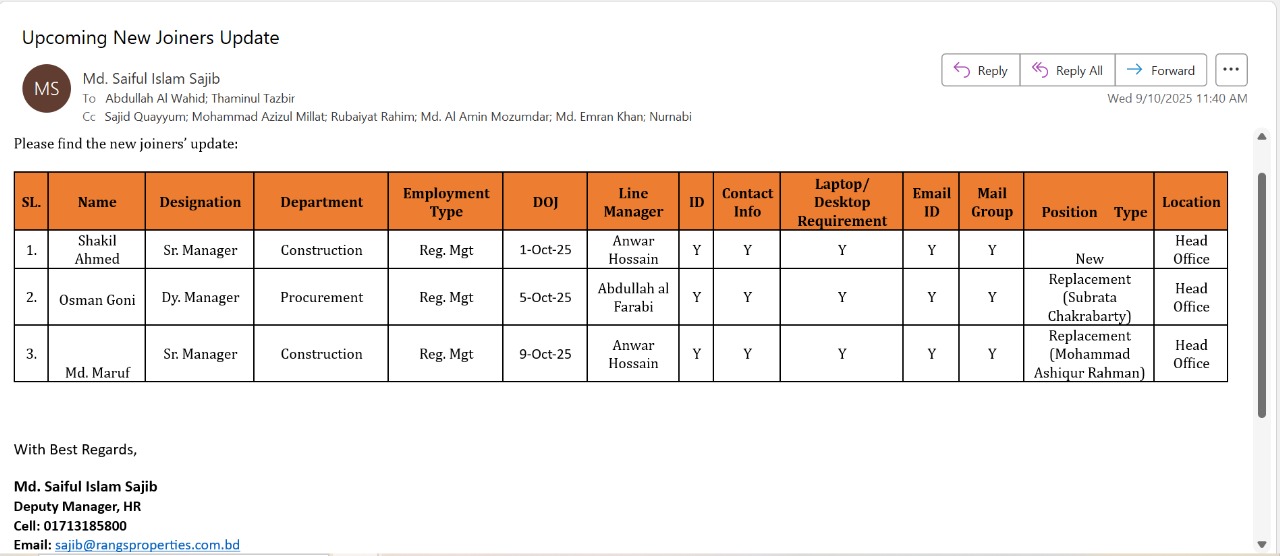 Upcoming New Joiners Update
MS
Md. Saiful Islam Sajib
To Abdullah Al Wahid; Thaminul Tazbir
Cc Sajid Quayyum; Mohammad Azizul Millat; Rubaiyat Rahim; Md. Al Amin Mozumdar; Md. Emran Khan; Nurnabi
Reply Reply All Forward ...
Wed 9/10/2025 11:40 AM
Please find the new joiners' update:
SL. Name Designation Department Employment Type DOJ Line Manager ID Contact Info Laptop/ Desktop Requirement Email ID Mail Group Position Type Location
1. Shakil Ahmed Sr. Manager Construction Reg. Mgt 1-Oct-25 Anwar Hossain Y Y Y Y Y New Head Office
2. Osman Goni Dy. Manager Procurement Reg. Mgt 5-Oct-25 Abdullah al Farabi Y Y Y Y Y Replacement (Subrata Chakrabarty) Head Office
3. Md. Maruf Sr. Manager Construction Reg. Mgt 9-Oct-25 Anwar Hossain Y Y Y Y Y Replacement (Mohammad Ashiqur Rahman) Head Office
With Best Regards,
Md. Saiful Islam Sajib
Deputy Manager, HR
Cell: 01713185800
Email: sajib@rangsproperties.com.bd